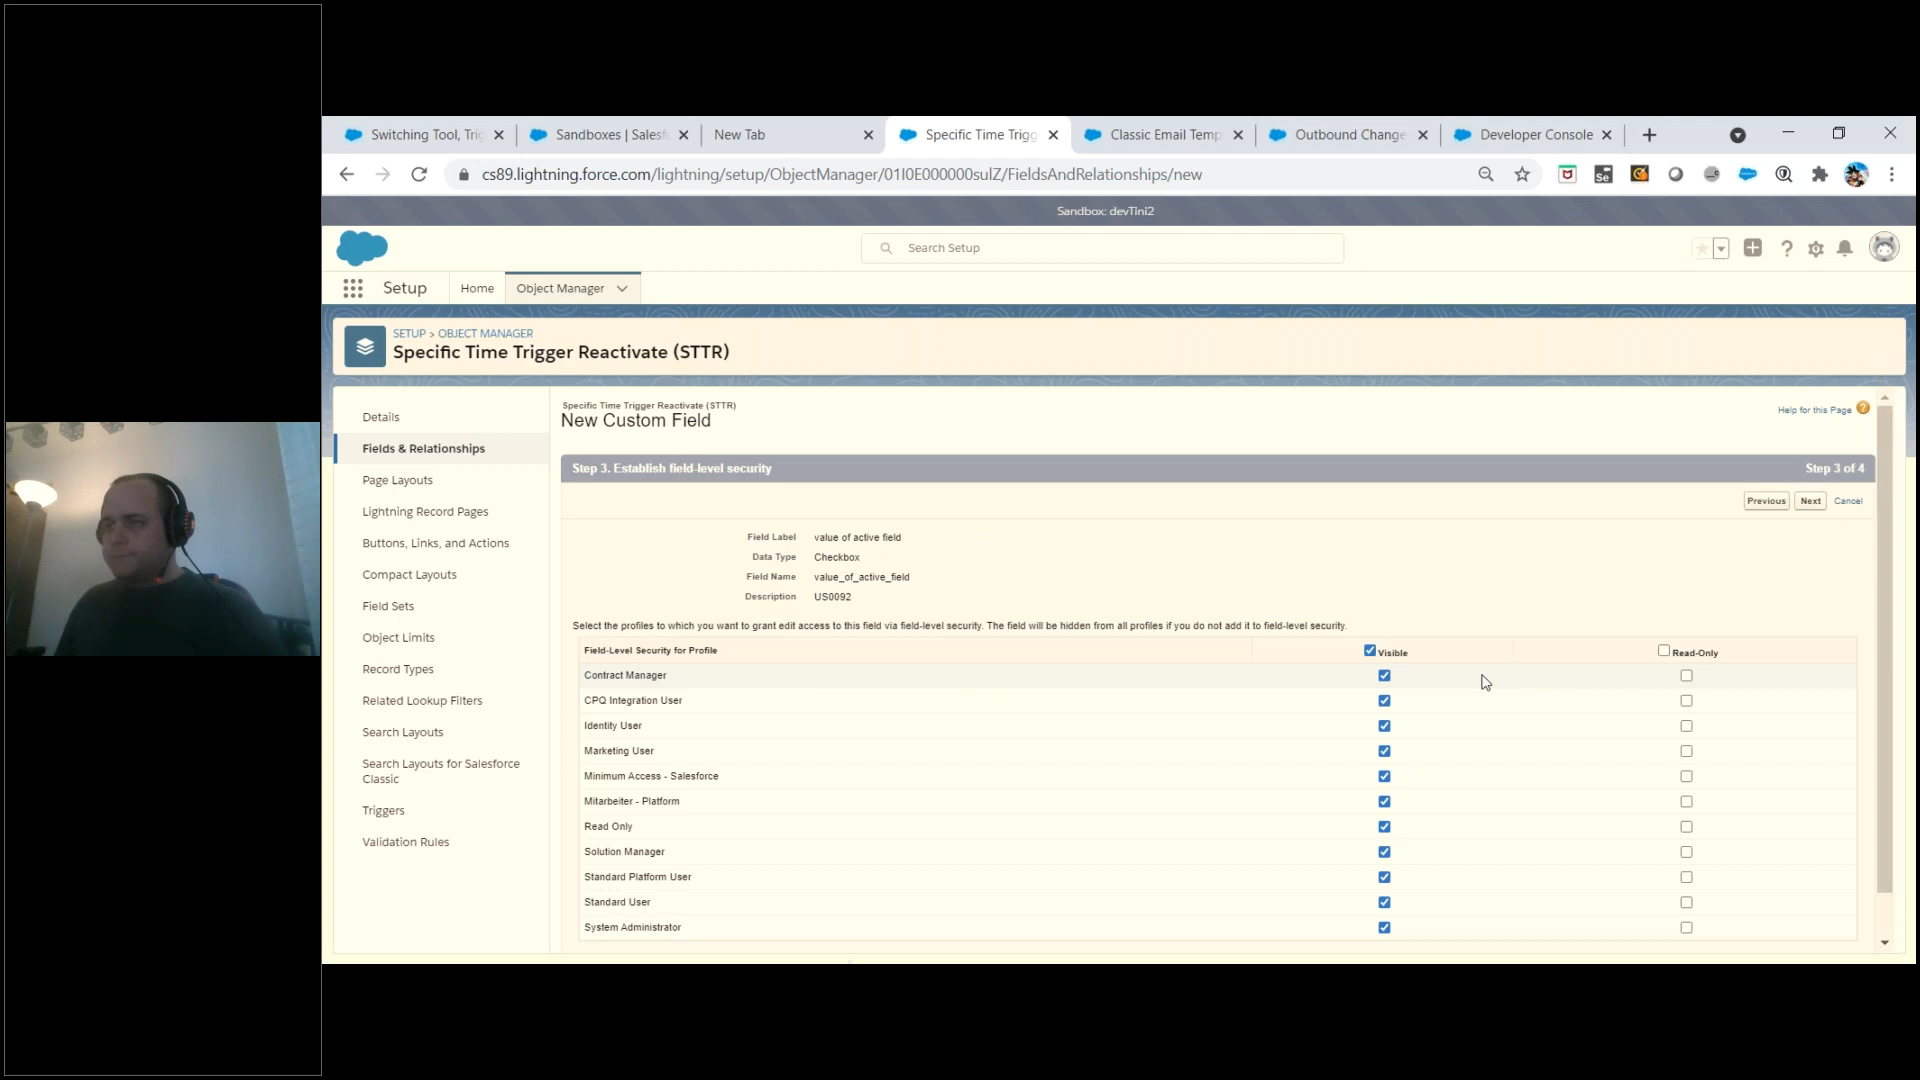 Switching Tool, Trig
Sandboxes | Salesf
New Tab
Specific Time Trigg
Classic Email Temp
Outbound Change
Developer Console
cs89.lightning.force.com/lightning/setup/ObjectManager/01I0E000000sulZ/FieldsAndRelationships/new
Sandbox: devTini2
Search Setup
Setup
Home
Object Manager
SETUP > OBJECT MANAGER
Specific Time Trigger Reactivate (STTR)
Details
Fields & Relationships
Page Layouts
Lightning Record Pages
Buttons, Links, and Actions
Compact Layouts
Field Sets
Object Limits
Record Types
Related Lookup Filters
Search Layouts
Search Layouts for Salesforce
Classic
Triggers
Validation Rules
Specific Time Trigger Reactivate (STTR)
New Custom Field
Help for this Page
Step 3. Establish field-level security
Step 3 of 4
Previous Next Cancel
Field Label value of active field
Data Type Checkbox
Field Name value_of_active_field
Description US0092
Select the profiles to which you want to grant edit access to this field via field-level security. The field will be hidden from all profiles if you do not add it to field-level security.
Field-Level Security for Profile Visible Read-Only
Contract Manager
CPQ Integration User
Identity User
Marketing User
Minimum Access - Salesforce
Mitarbeiter - Platform
Read Only
Solution Manager
Standard Platform User
Standard User
System Administrator